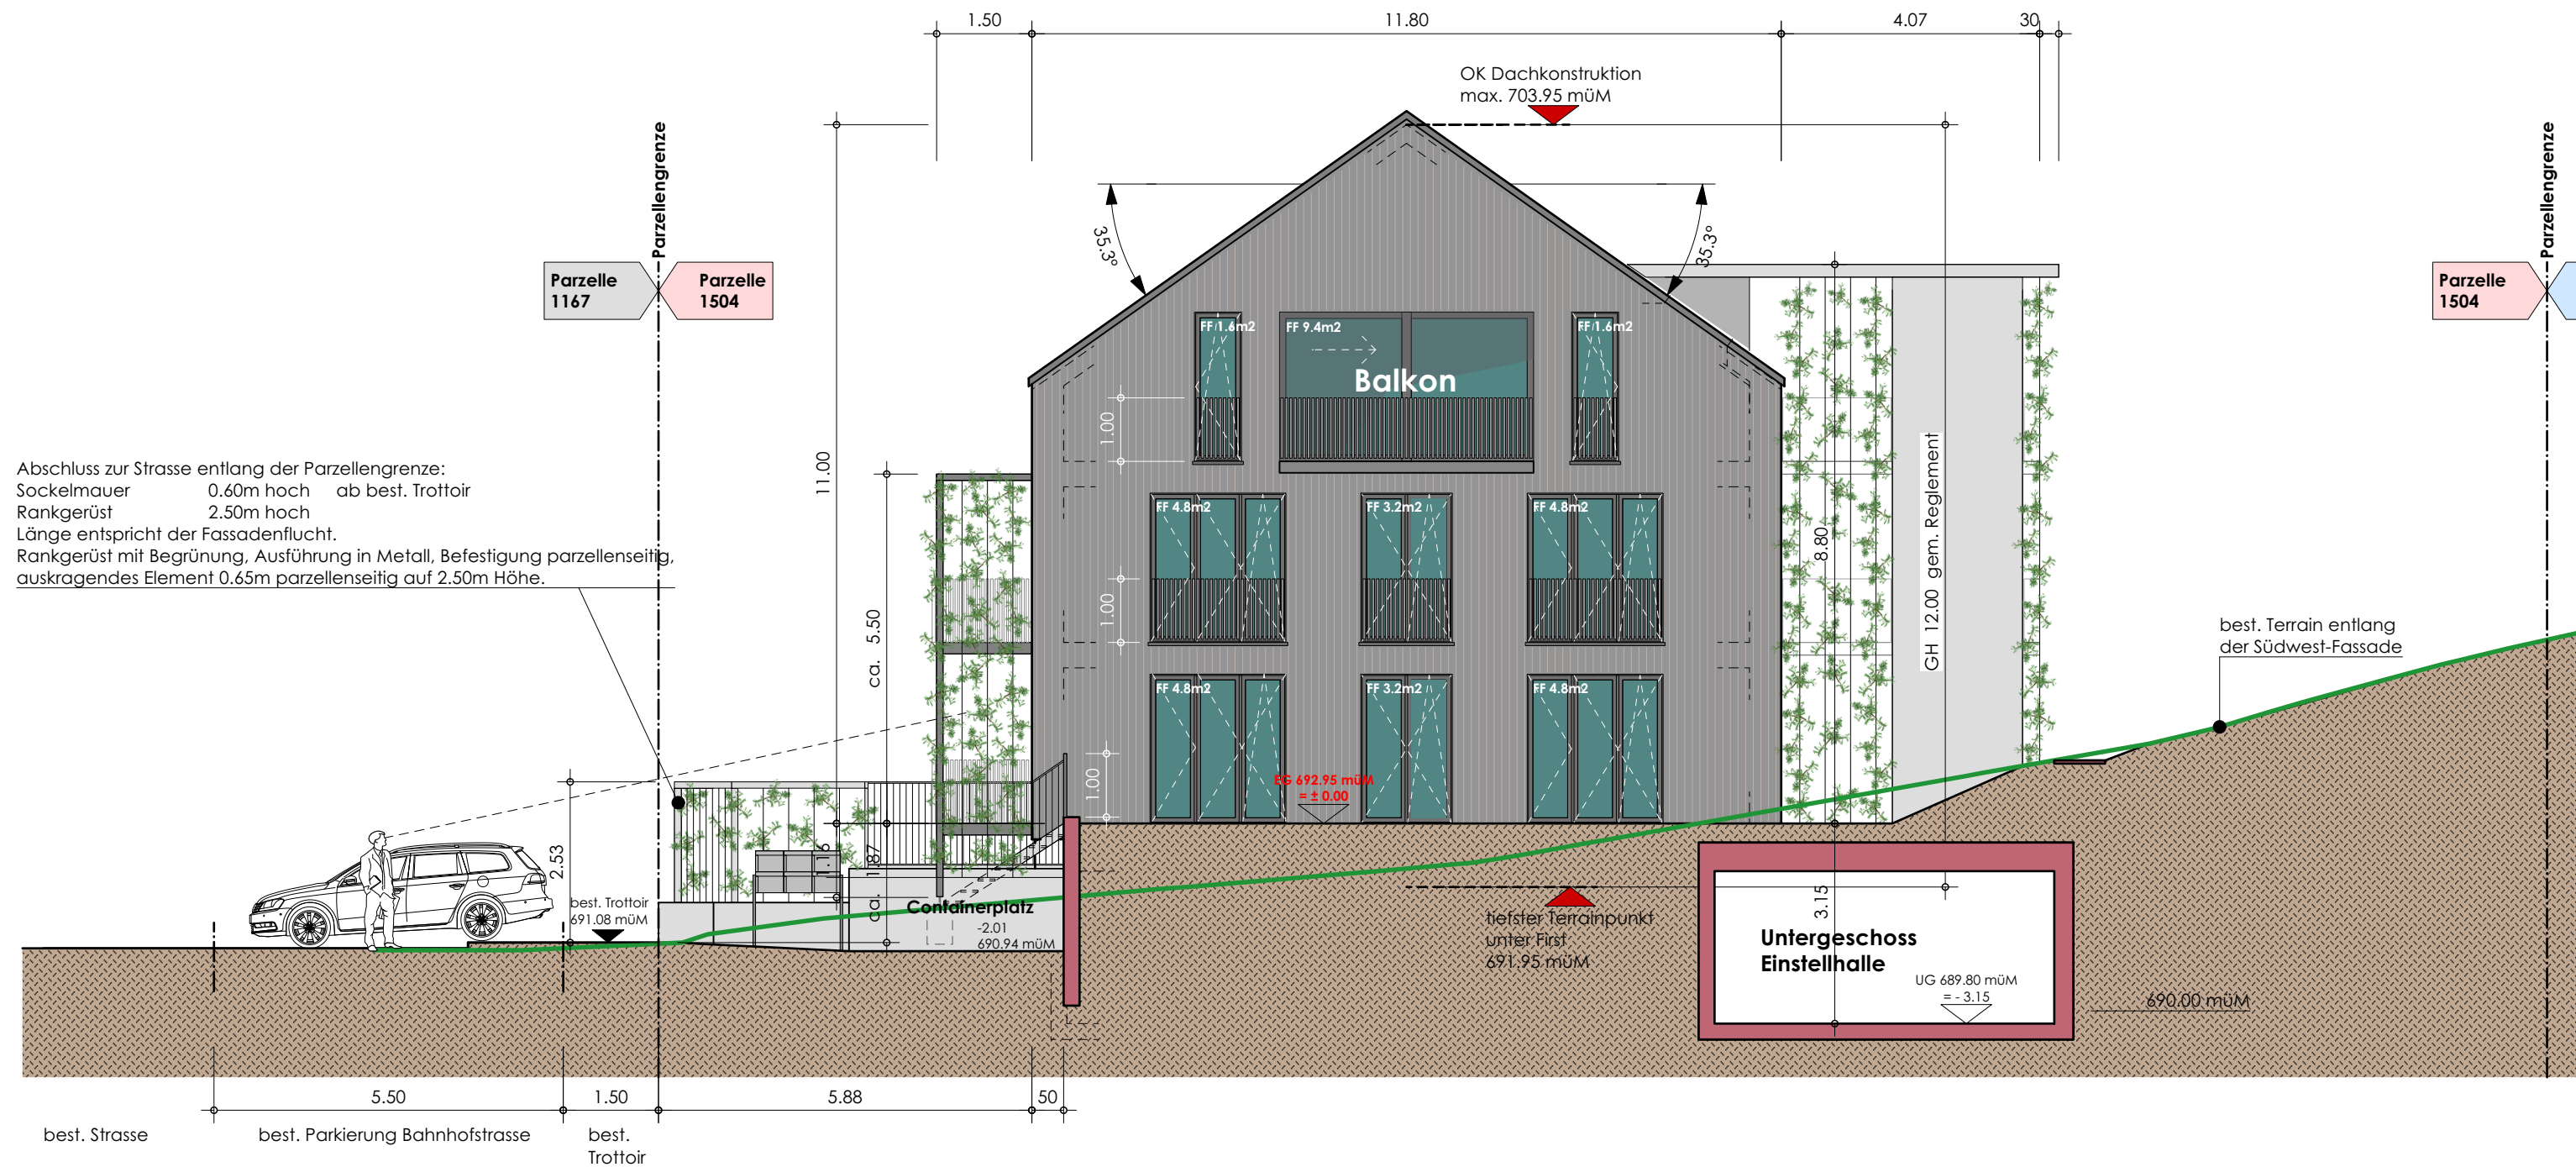 1.50
11.80
4.07
30
OK Dachkonstruktion
max. 703.95 müM
Parzellengrenze
Parzellengrenze
35.3°
35.3°
Parzelle
1167
Parzelle
1504
Parzelle
1504
FF 1.6m2
FF 9.4m2
FF 1.6m2
Balkon
1.00
11.00
Abschluss zur Strasse entlang der Parzellengrenze:
Sockelmauer 0.60m hoch ab best. Trottoir
Rankgerüst 2.50m hoch
Länge entspricht der Fassadenflucht.
Rankgerüst mit Begrünung, Ausführung in Metall, Befestigung parzellenseitig,
auskragendes Element 0.65m parzellenseitig auf 2.50m Höhe.
FF 4.8m2
FF 3.2m2
FF 4.8m2
8.80
GH 12.00 gem. Reglement
1.00
ca. 5.50
best. Terrain entlang
der Südwest-Fassade
FF 4.8m2
FF 3.2m2
FF 4.8m2
1.00
EG 692.95 müM
= ± 0.00
2.53
1.16
ca. 1.87
best. Trottoir
691.08 müM
Containerplatz
-2.01
690.94 müM
tiefster Terrainpunkt
unter First
691.95 müM
3.15
Untergeschoss
Einstellhalle
UG 689.80 müM
= - 3.15
690.00 müM
5.50
1.50
5.88
50
best. Strasse
best. Parkierung Bahnhofstrasse
best.
Trottoir